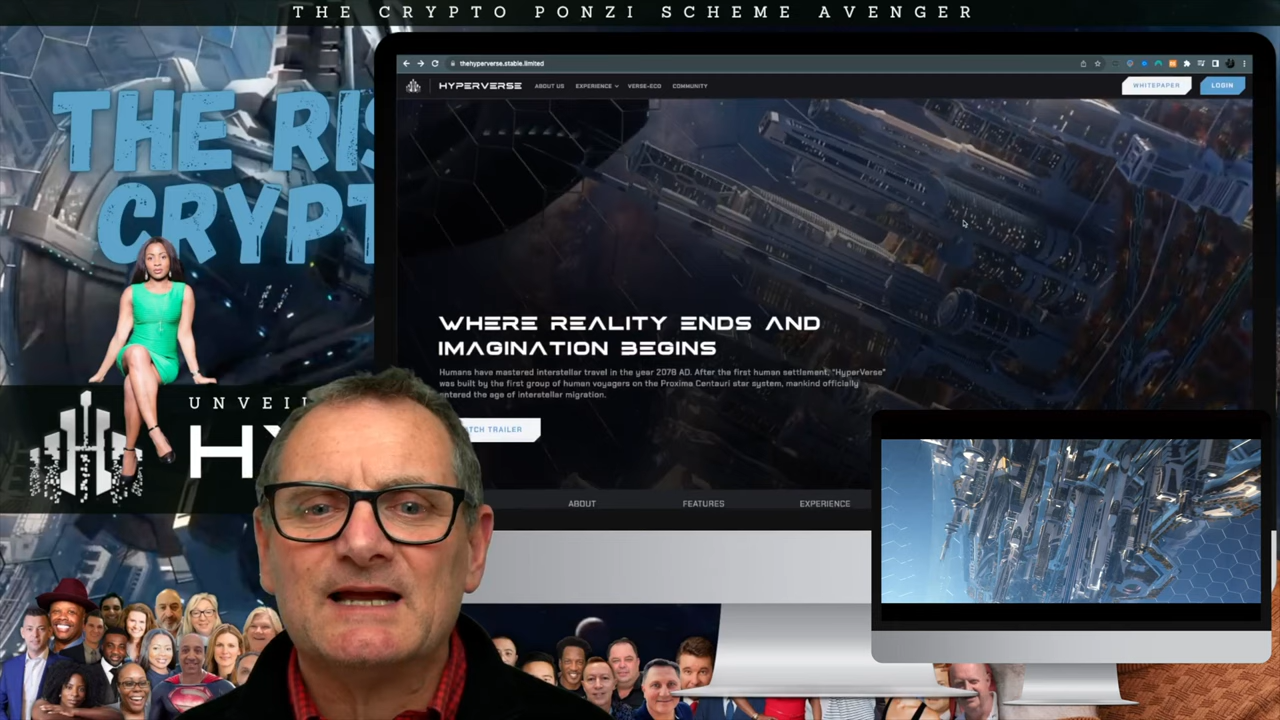 THE CRYPTO PONZI SCHEME AVENGER
thehyperverse.stable.limited
HYPERVERSE
ABOUT US
EXPERIENCE
VERSE-ECO
COMMUNITY
WHITEPAPER
LOGIN
THE RIS
CRYPT
WHERE REALITY ENDS AND
IMAGINATION BEGINS
Humans have mastered interstellar travel in the year 2078 AD. After the first human settlement, "HyperVerse"
was built by the first group of human voyagers on the Proxima Centauri star system, mankind officially
entered the age of interstellar migration.
UNVEI
HY
TCH TRAILER
ABOUT
FEATURES
EXPERIENCE